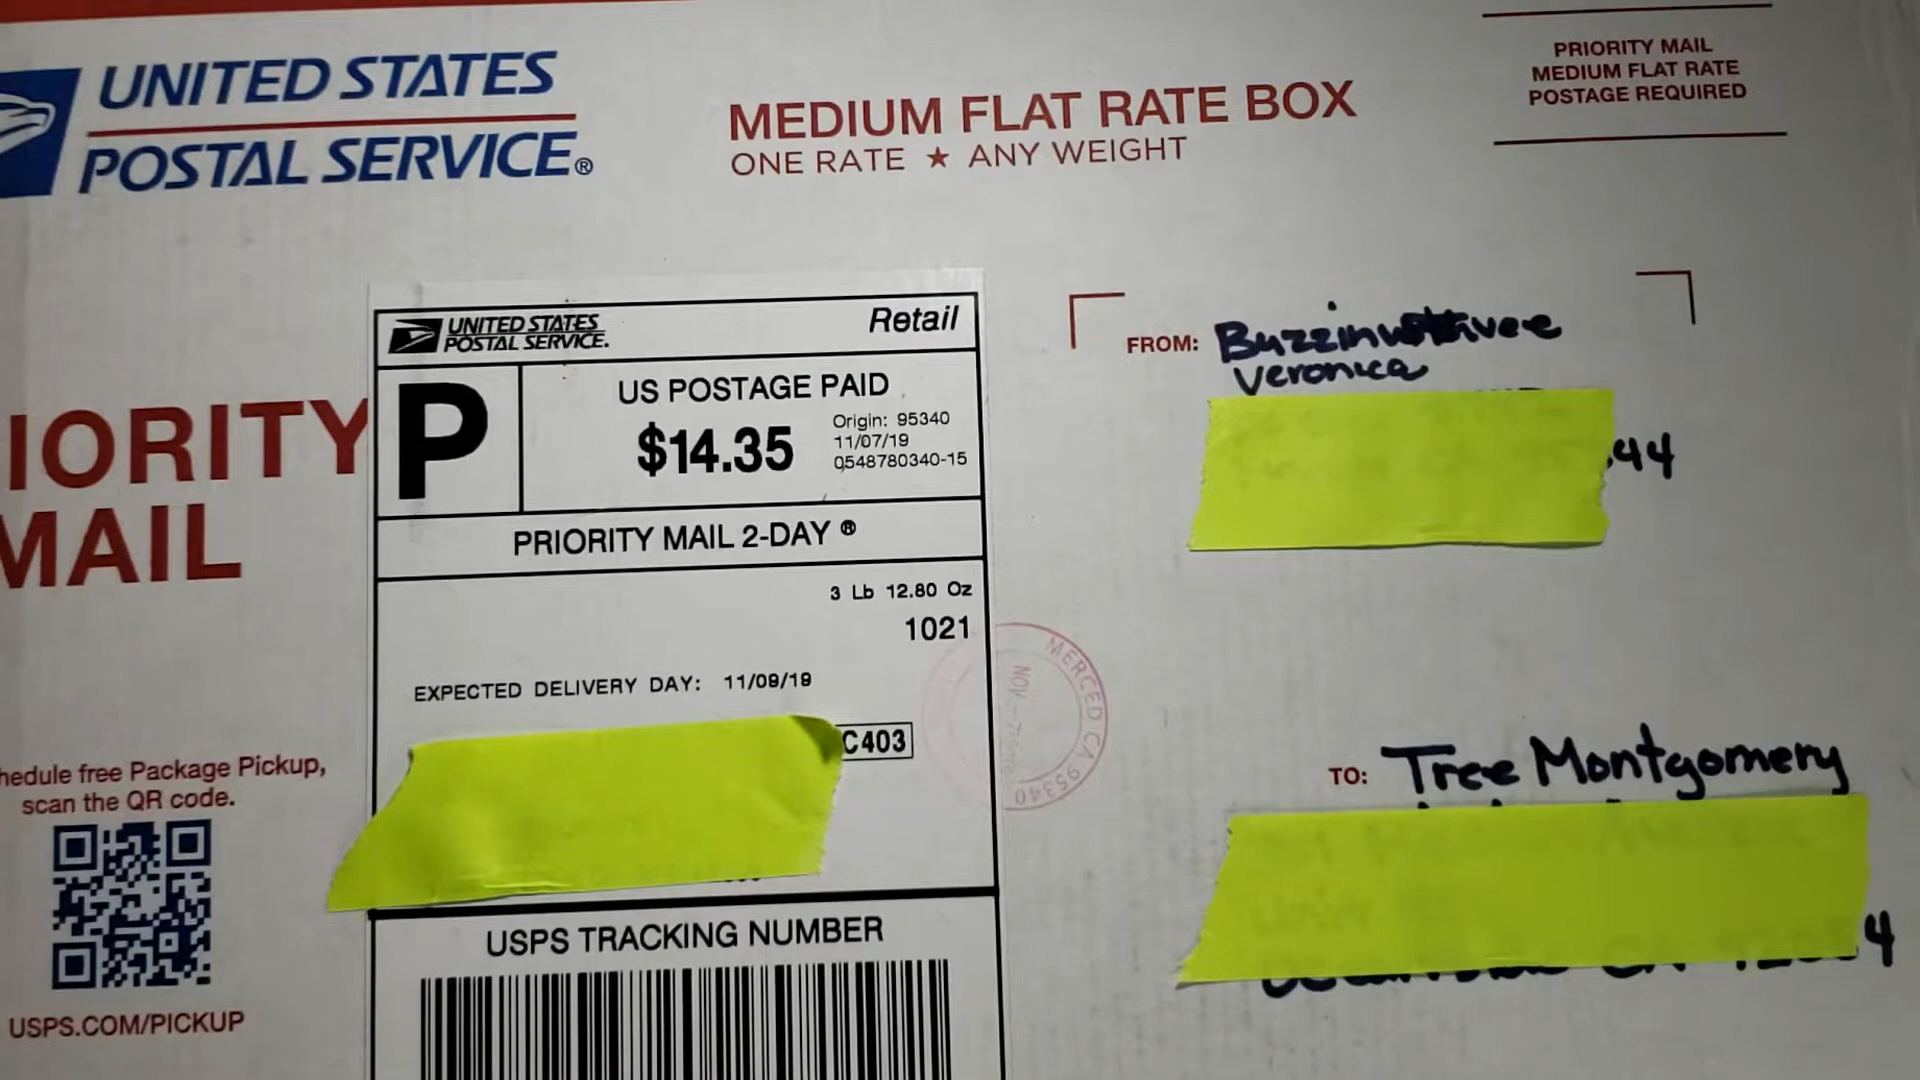 UNITED STATES
POSTAL SERVICE®
MEDIUM FLAT RATE BOX
ONE RATE ★ ANY WEIGHT
PRIORITY MAIL
MEDIUM FLAT RATE
POSTAGE REQUIRED
IORITY
MAIL
UNITED STATES
POSTAL SERVICE.
Retail
P
US POSTAGE PAID
$14.35
Origin: 95340
11/07/19
0548780340-15
PRIORITY MAIL 2-DAY ®
3 Lb 12.80 Oz
1021
EXPECTED DELIVERY DAY: 11/09/19
C403
USPS TRACKING NUMBER
MERCED CA 95340
NOV
FROM:
Veronica
44
TO: Tree Montgomery
4
hedule free Package Pickup,
scan the QR code.
USPS.COM/PICKUP